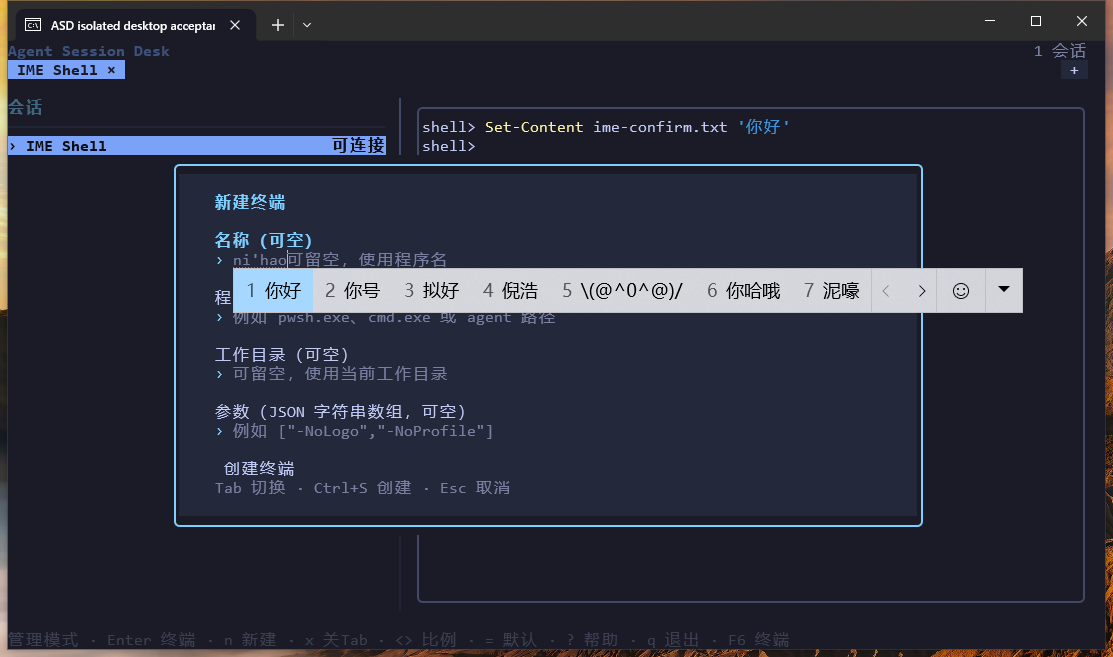 ASD isolated desktop acceptar
Agent Session Desk
1 会话
IME Shell ×
+
会话
› IME Shell 可连接
shell> Set-Content ime-confirm.txt '你好'
shell>
新建终端
名称 (可空)
› ni'hao可留空, 使用程序名
1 你好 2 你号 3 拟好 4 倪浩 5 \(@^0^@)/ 6 你哈哦 7 泥嚎
程
› 例如 pwsh.exe、cmd.exe 或 agent 路径
工作目录 (可空)
› 可留空, 使用当前工作目录
参数 (JSON 字符串数组, 可空)
› 例如 ["-NoLogo","-NoProfile"]
创建终端
Tab 切换 · Ctrl+S 创建 · Esc 取消
管理模式 · Enter 终端 · n 新建 · x 关Tab · <> 比例 · = 默认 · ? 帮助 · q 退出 · F6 终端